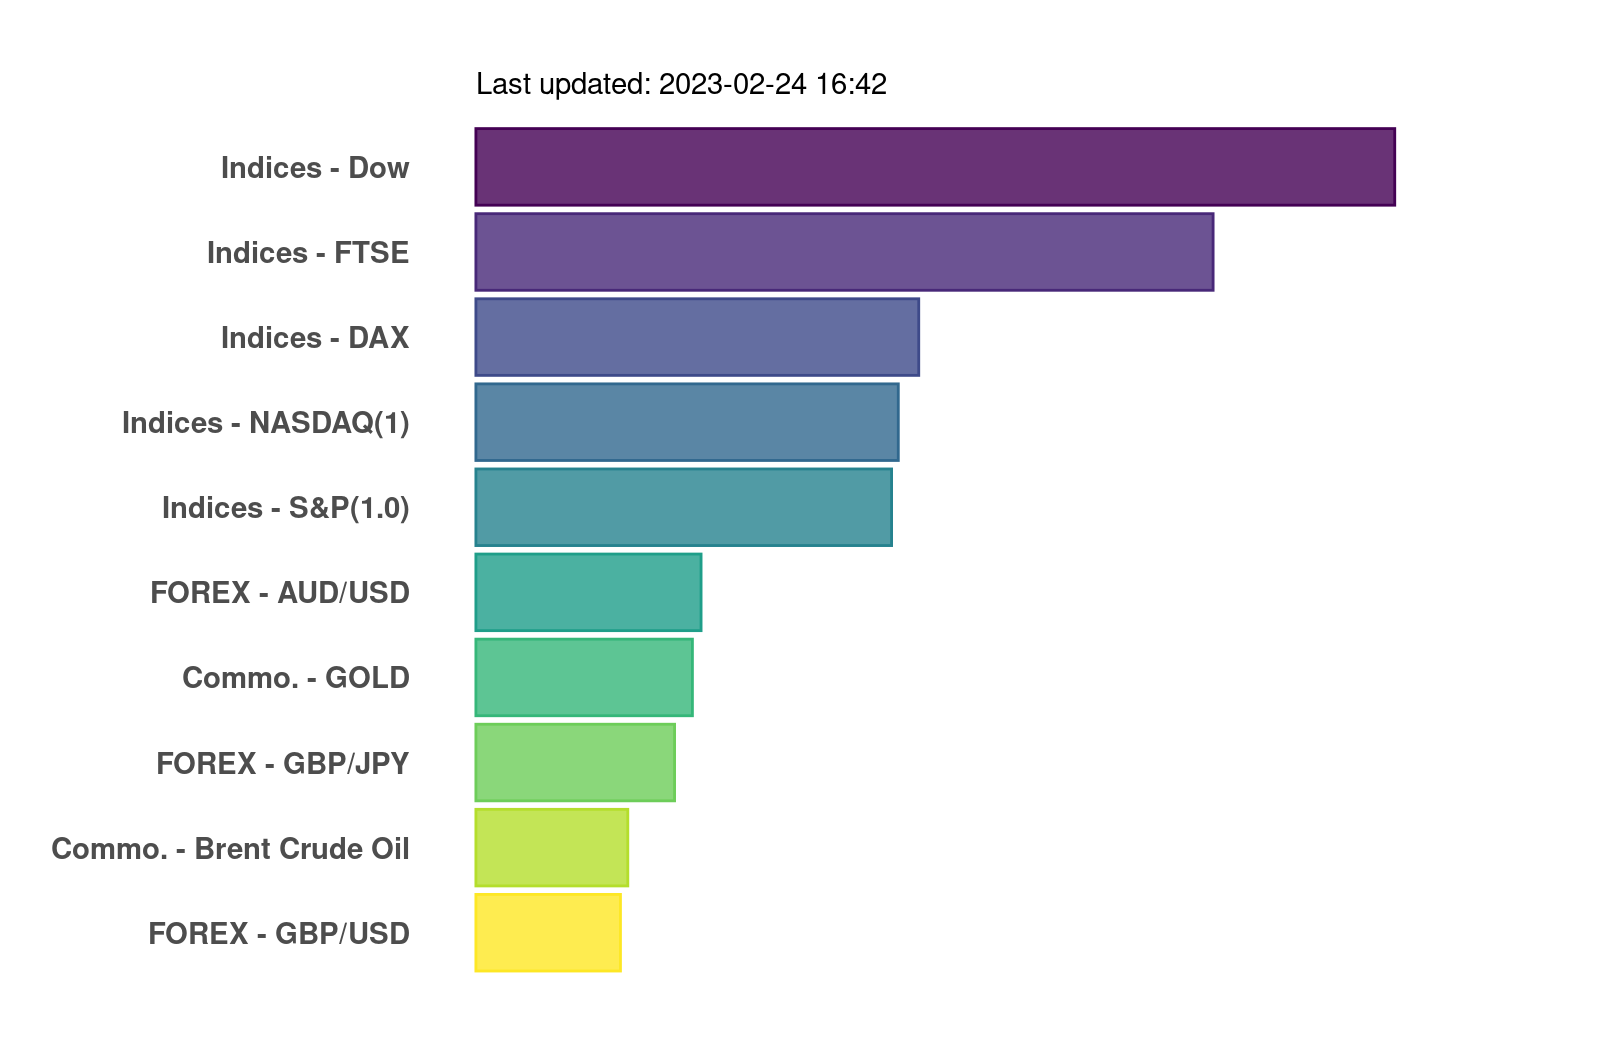 Last updated: 2023-02-24 16:42
Indices - Dow
Indices - FTSE
Indices - DAX
Indices - NASDAQ(1)
Indices - S&P(1.0)
FOREX - AUD/USD
Commo. - GOLD
FOREX - GBP/JPY
Commo. - Brent Crude Oil
FOREX - GBP/USD